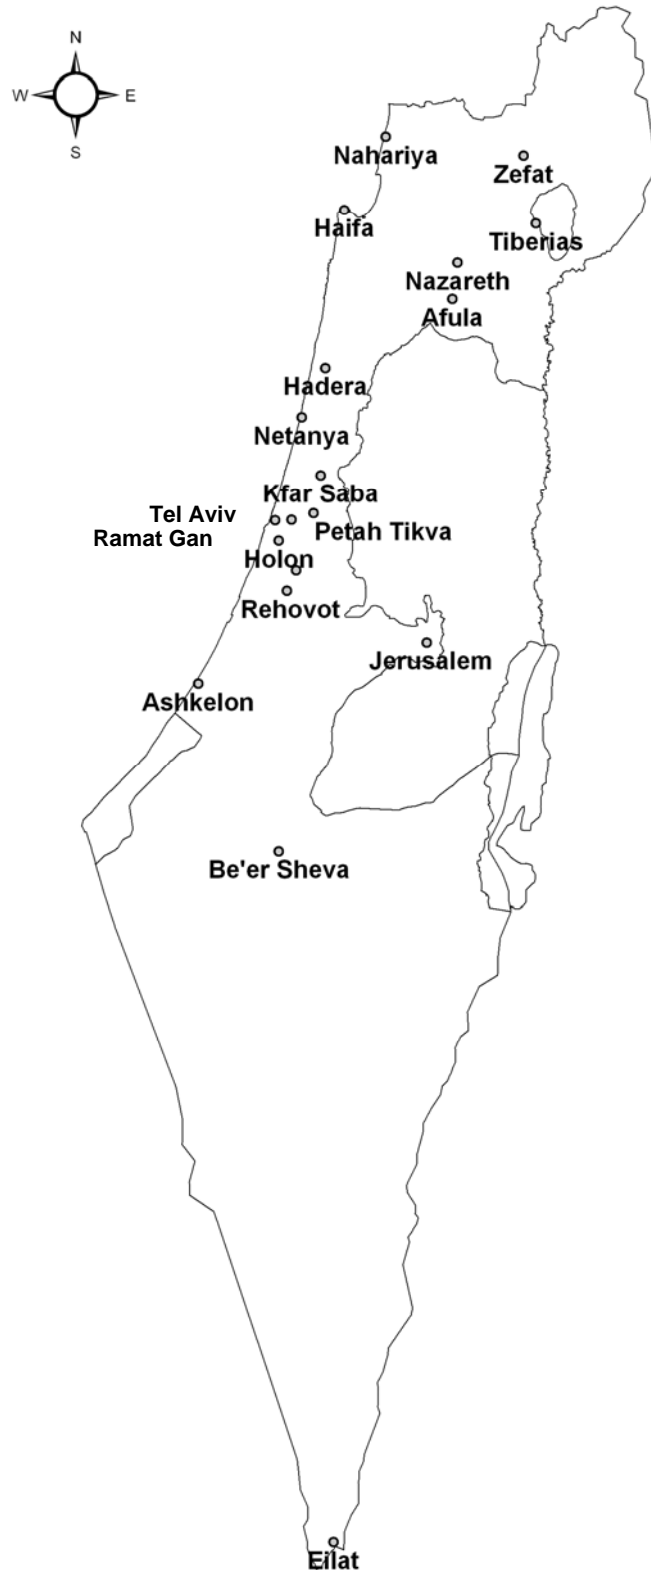 N
W E
S
Nahariya
Zefat
Haifa
Tiberias
Nazareth
Afula
Hadera
Netanya
Kfar Saba
Tel Aviv
Petah Tikva
Ramat Gan
Holon
Rehovot
Jerusalem
Ashkelon
Be'er Sheva
Eilat